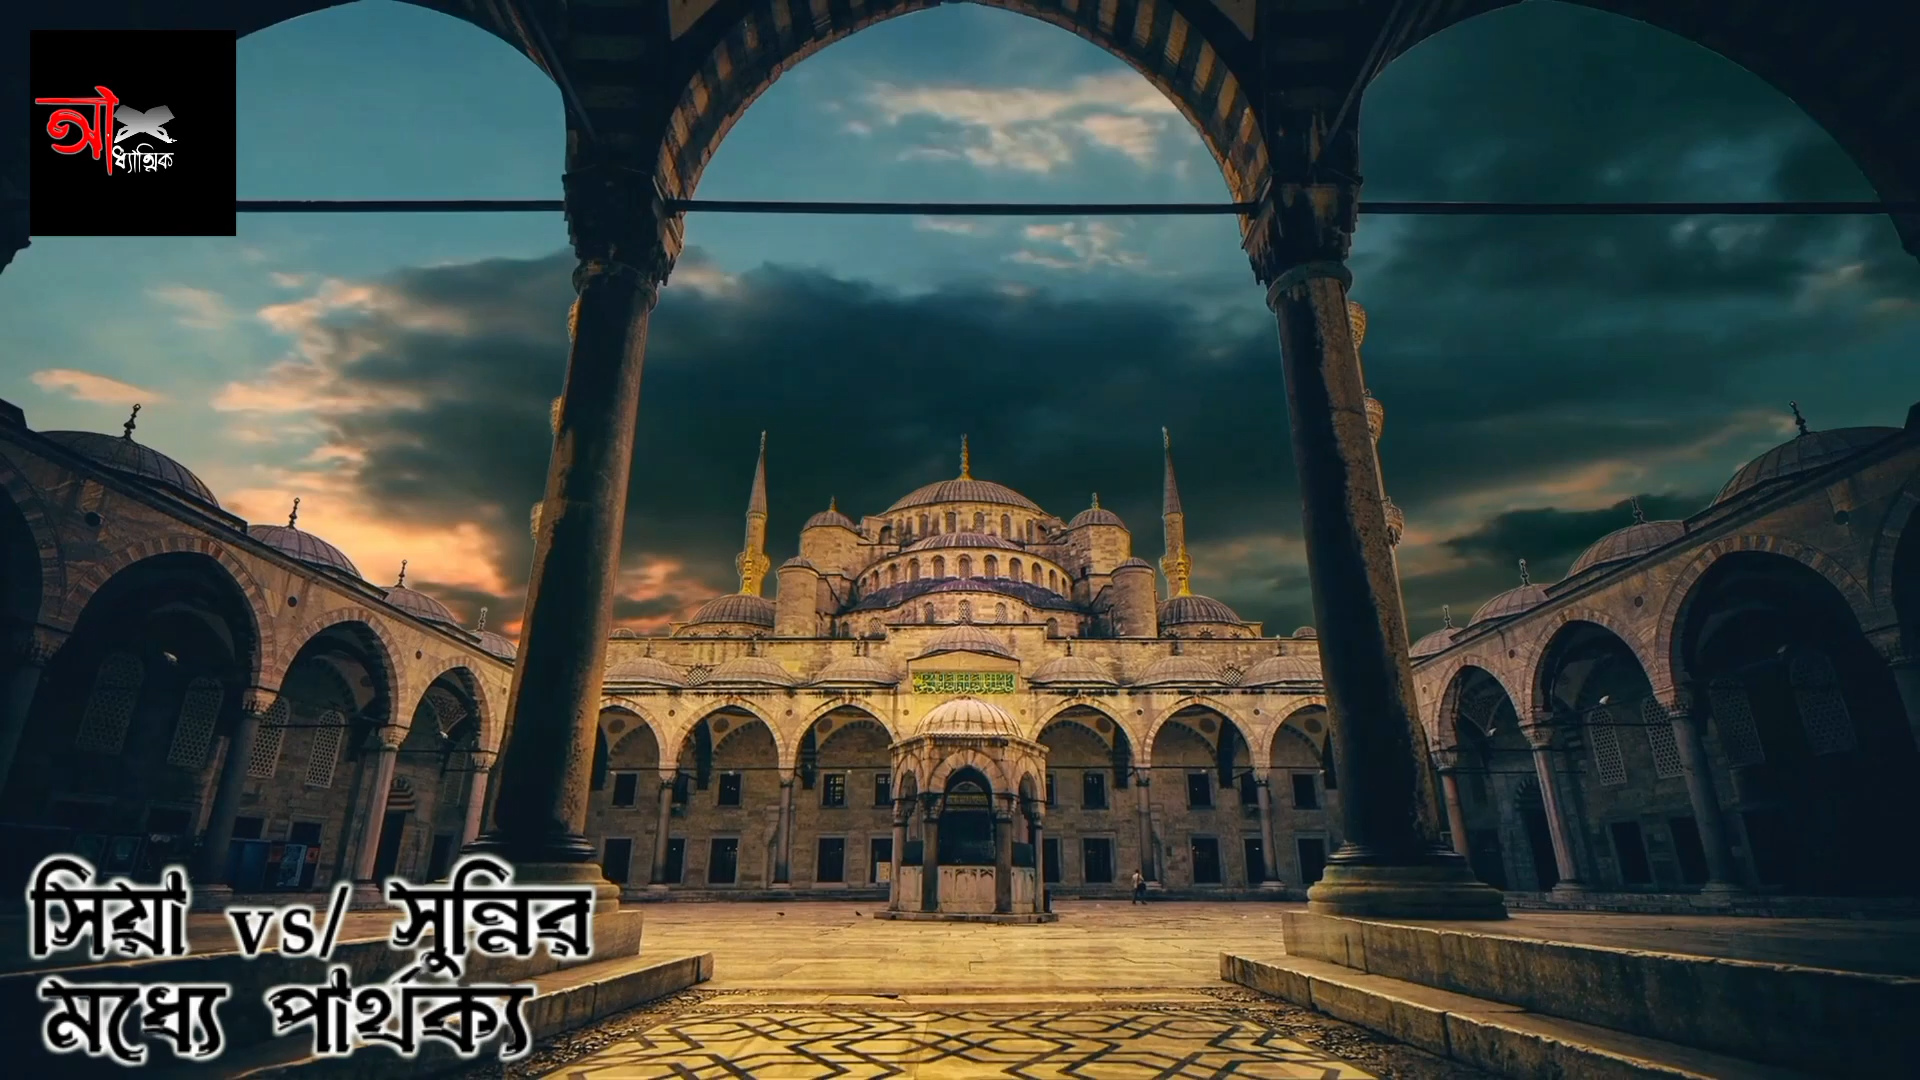 আধ্যাত্মিক
সিয়া vs/ সুন্নির
মধ্যে পার্থক্য